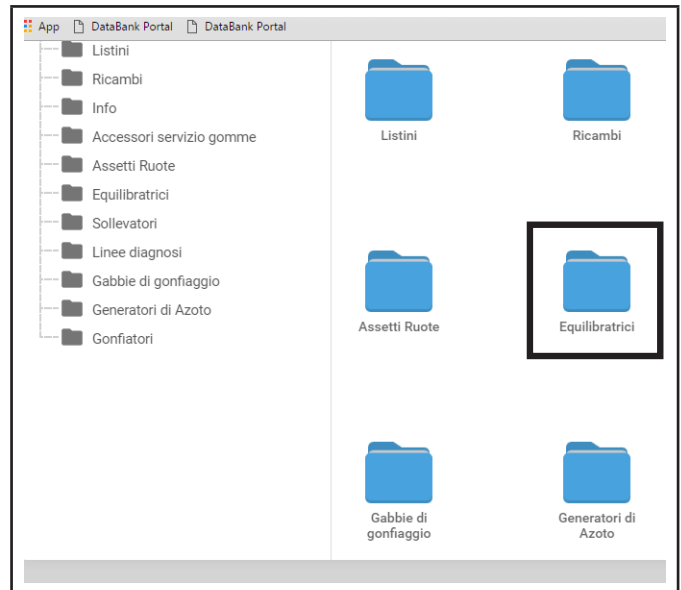 App DataBank Portal DataBank Portal
Listini
Ricambi
Info
Accessori servizio gomme
Assetti Ruote
Equilibratrici
Sollevatori
Linee diagnosi
Gabbie di gonfiaggio
Generatori di Azoto
Gonfiatori
Listini
Ricambi
Assetti Ruote
Equilibratrici
Gabbie di
gonfiaggio
Generatori di
Azoto